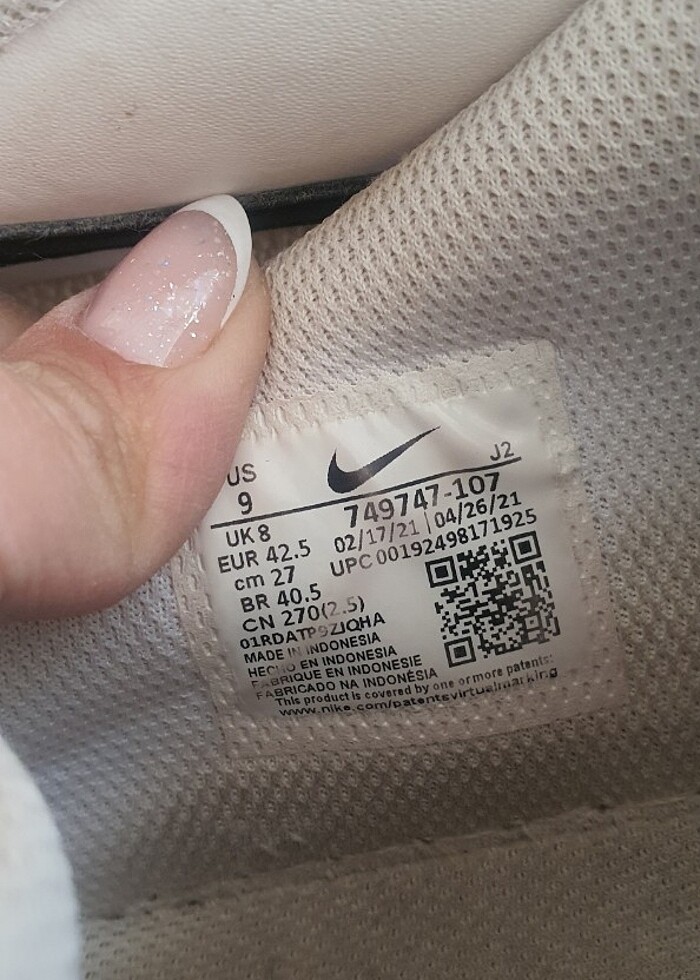 US
9
J2
749747-107
UK 8
02/17/21 | 04/26/21
EUR 42.5
UPC 00192498171925
cm 27
BR 40.5
CN 270(2.5)
MADE IN INDONESIA
HECHO EN INDONESIA
FABRIQUE EN INDONESIE
FABRICADO NA INDONÉSIA
This product is covered by one or more patents:
www.nike.com/patentsvirtualmarking